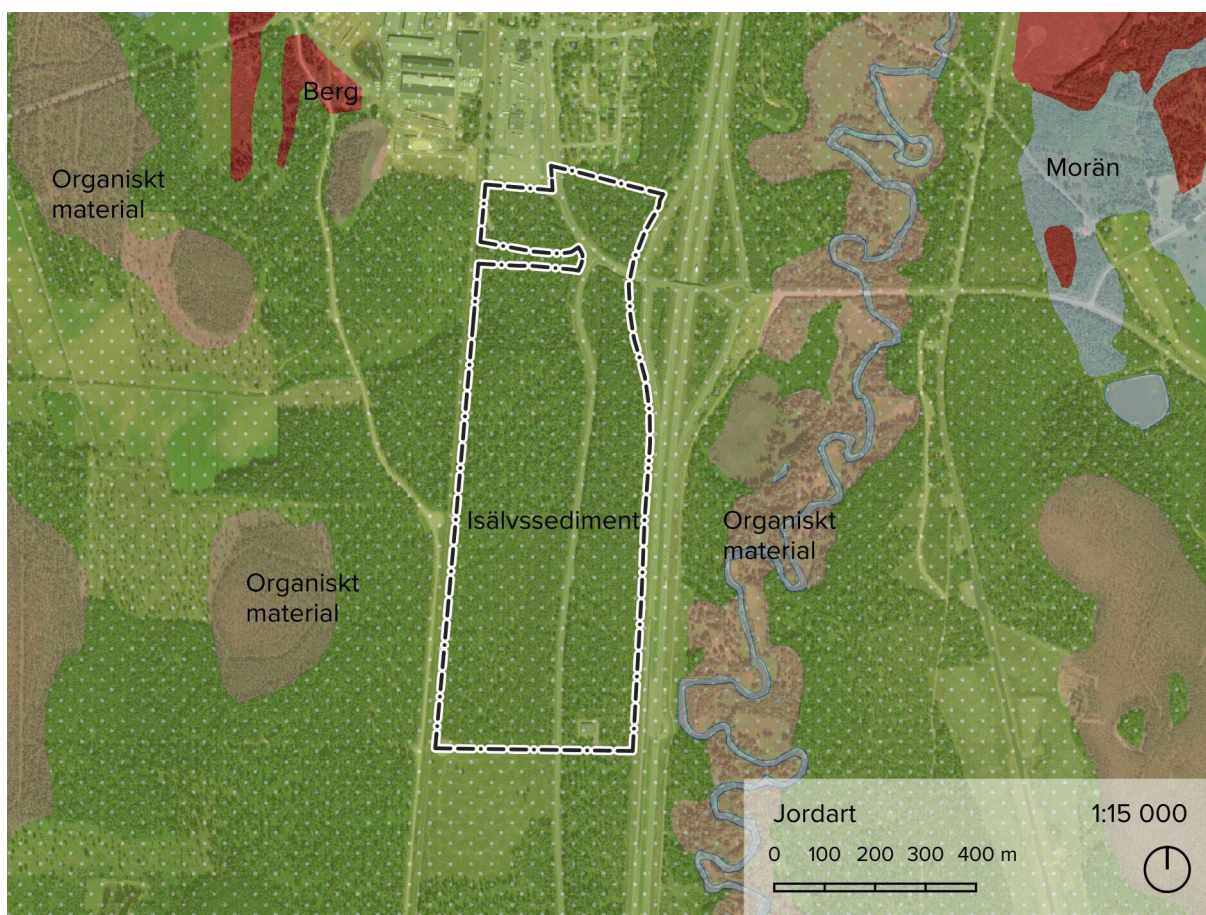 Berg
Organiskt
material
Morän
Isälvssediment
Organiskt
material
Organiskt
material
Jordart 1:15 000
0 100 200 300 400 m